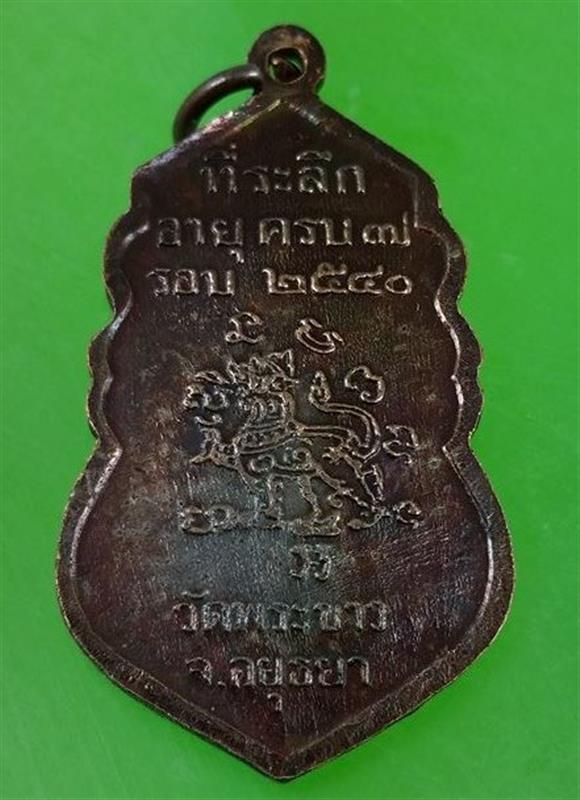 ที่ระลึก
อายุ ครบ ๗
รอบ ๒๕๔๐
วัดพระขาว
จ.อยุธยา